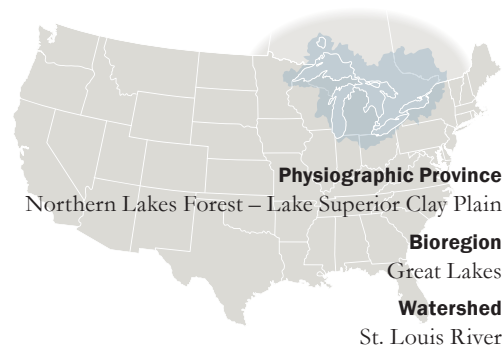 Physiographic Province
Northern Lakes Forest – Lake Superior Clay Plain
Bioregion
Great Lakes
Watershed
St. Louis River